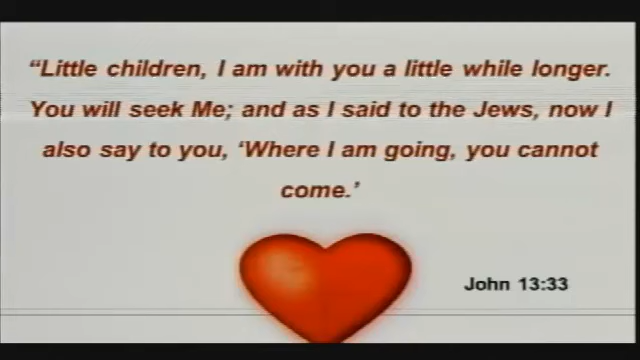 “Little children, I am with you a little while longer.
You will seek Me; and as I said to the Jews, now I
also say to you, ‘Where I am going, you cannot
come.’
John 13:33